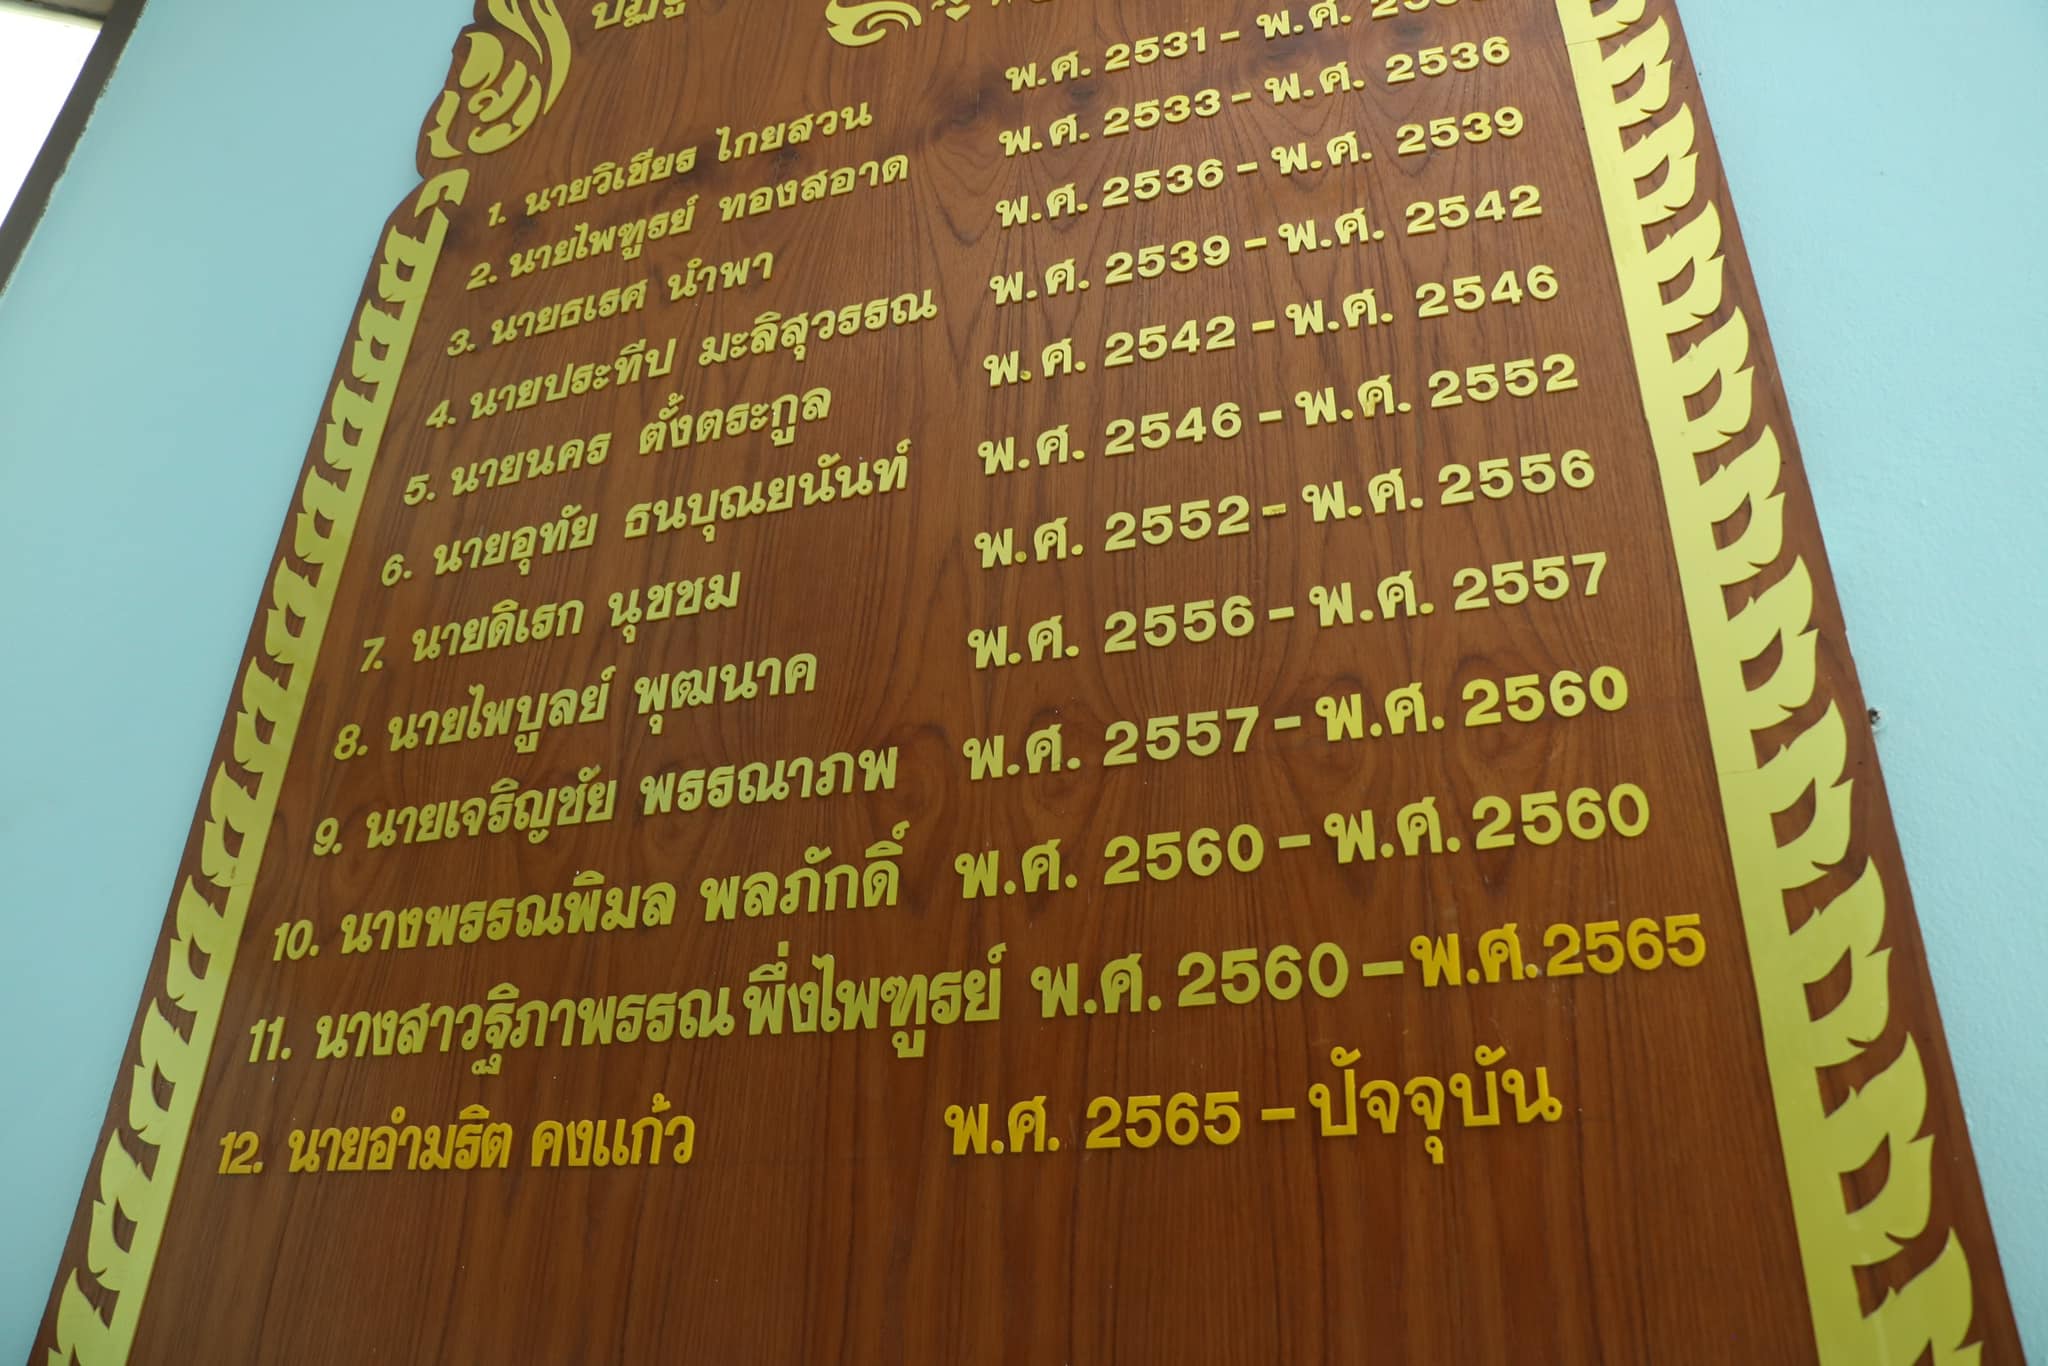 1. นายวิเชียร ไกยสวน พ.ศ. 2531 - พ.ศ.
2. นายไพฑูรย์ ทองสอาด พ.ศ. 2533 - พ.ศ. 2536
3. นายธเรศ นำพา พ.ศ. 2536 - พ.ศ. 2539
4. นายประทีป มะลิสุวรรณ พ.ศ. 2539 - พ.ศ. 2542
5. นายนคร ตั้งตระกูล พ.ศ. 2542 - พ.ศ. 2546
6. นายอุทัย ธนบุณยนันท์ พ.ศ. 2546 - พ.ศ. 2552
7. นายดิเรก นุชชม พ.ศ. 2552 - พ.ศ. 2556
8. นายไพบูลย์ พุฒนาค พ.ศ. 2556 - พ.ศ. 2557
9. นายเจริญชัย พรรณาภพ พ.ศ. 2557 - พ.ศ. 2560
10. นางพรรณพิมล พลภักดิ์ พ.ศ. 2560 - พ.ศ. 2560
11. นางสาวฐิภาพรรณ พึ่งไพฑูรย์ พ.ศ. 2560 - พ.ศ. 2565
12. นายอำมริต คงแก้ว พ.ศ. 2565 - ปัจจุบัน